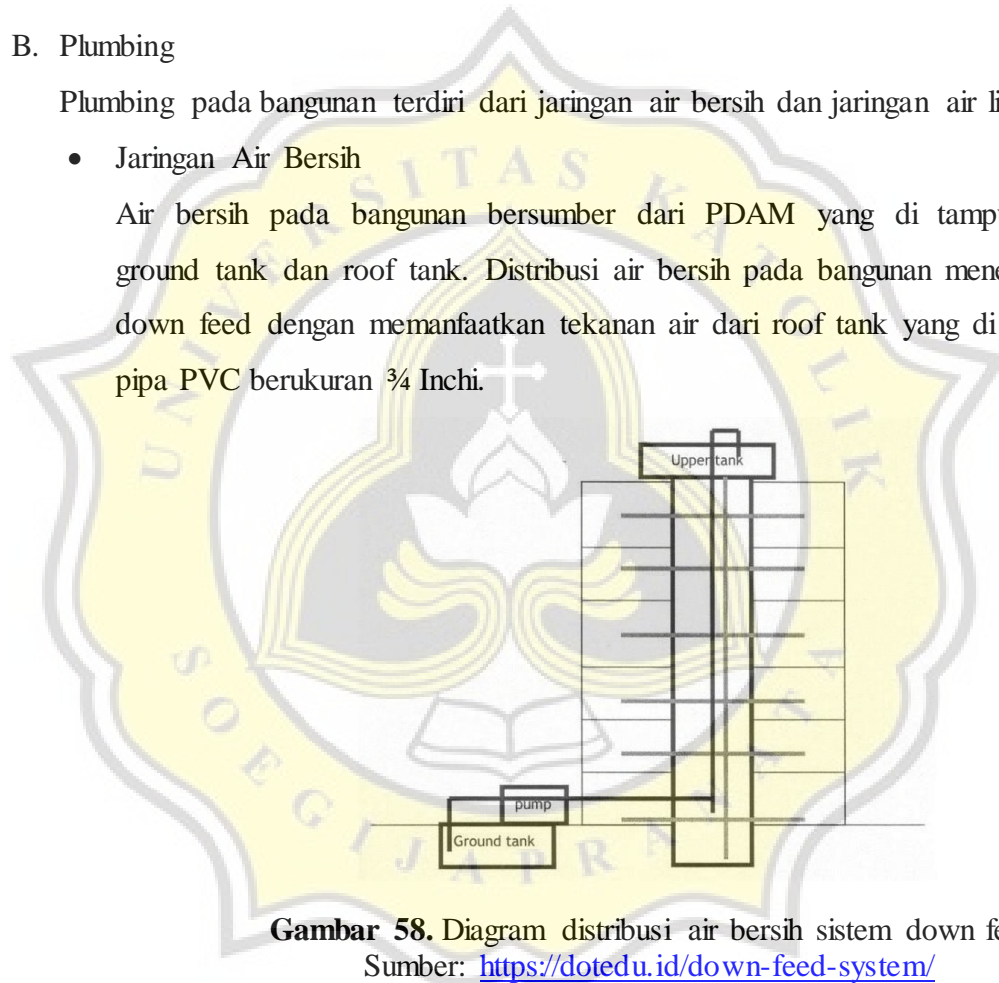 B. Plumbing
Plumbing pada bangunan terdiri dari jaringan air bersih dan jaringan air li
• Jaringan Air Bersih
Air bersih pada bangunan bersumber dari PDAM yang di tamp
ground tank dan roof tank. Distribusi air bersih pada bangunan mene
down feed dengan memanfaatkan tekanan air dari roof tank yang di
pipa PVC berukuran ¾ Inchi.
Upper tank
pump
Ground tank
Gambar 58. Diagram distribusi air bersih sistem down fe
Sumber: https://dotedu.id/down-feed-system/
UNIVERSITAS KATOLIK
SOEGIJAPRANATA